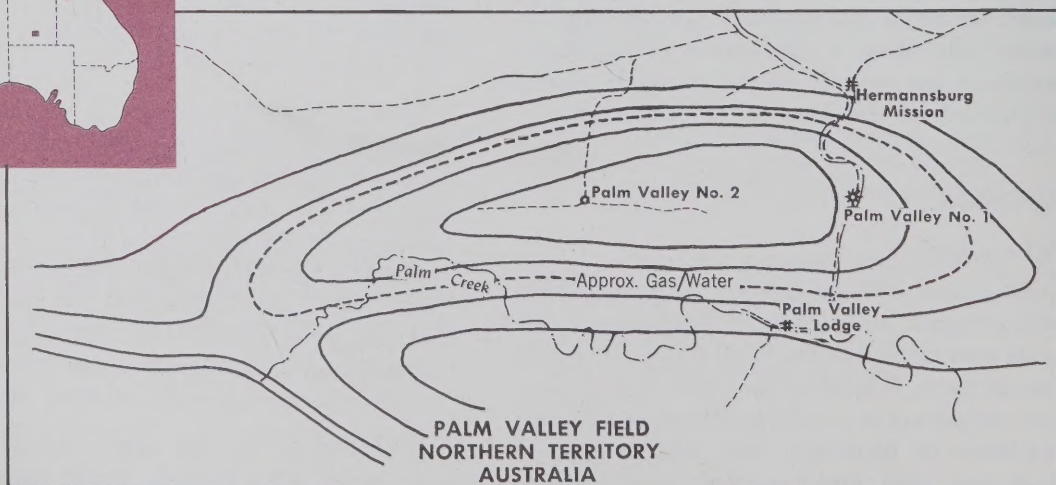 Hermannsburg
Mission
Palm Valley No. 2
Palm Valley No. 1
Palm
Creek
Approx. Gas/Water
Palm Valley
Lodge
PALM VALLEY FIELD
NORTHERN TERRITORY
AUSTRALIA